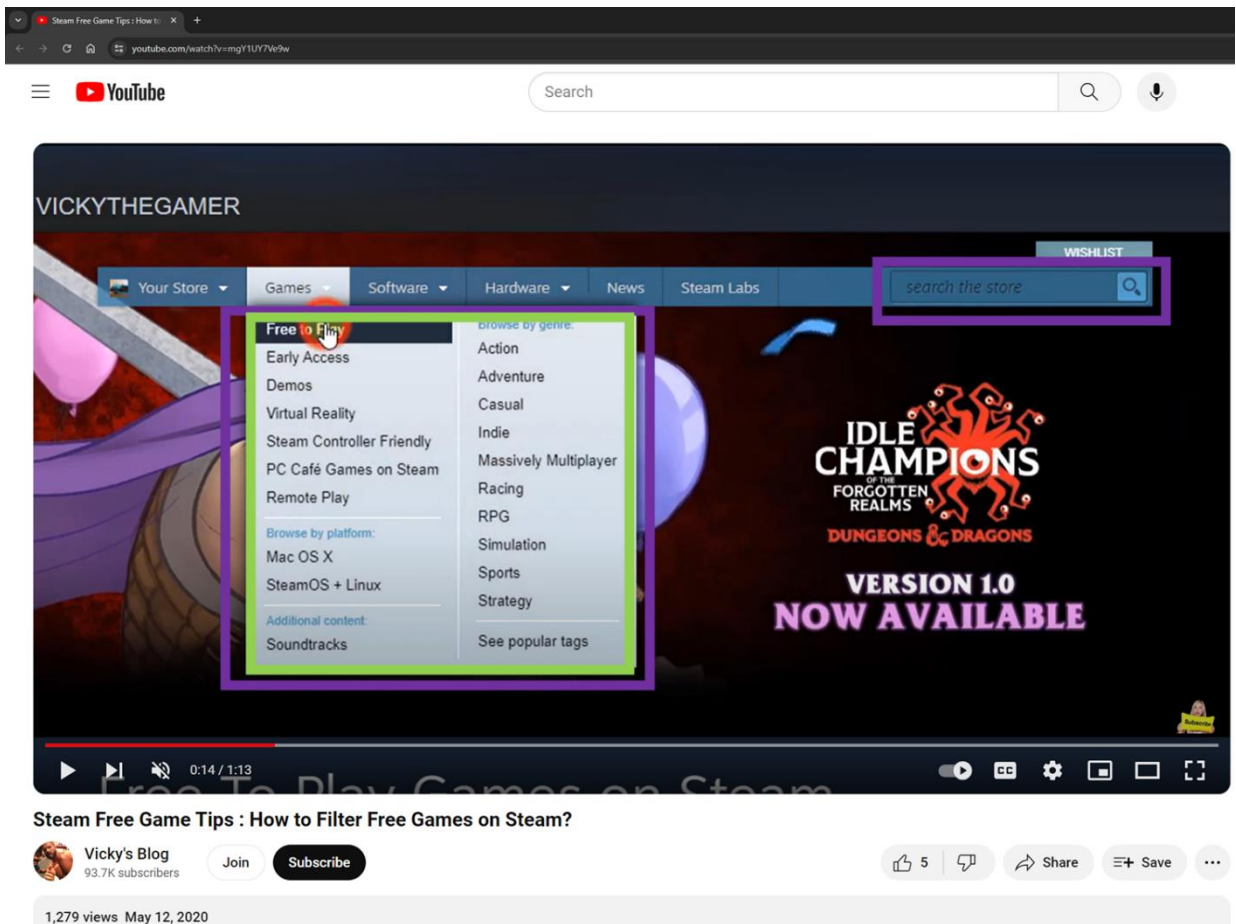 Steam Free Game Tips : How to
youtube.com/watch?v=mgY1UY7Ve9w
YouTube
Search
VICKYTHEGAMER
WISHLIST
Your Store Games Software Hardware News Steam Labs search the store
Free to Play
Early Access
Demos
Virtual Reality
Steam Controller Friendly
PC Café Games on Steam
Remote Play
Browse by platform:
Mac OS X
SteamOS + Linux
Additional content:
Soundtracks
Browse by genre:
Action
Adventure
Casual
Indie
Massively Multiplayer
Racing
RPG
Simulation
Sports
Strategy
See popular tags
IDLE
CHAMPIONS
OF THE
FORGOTTEN
REALMS
DUNGEONS & DRAGONS
VERSION 1.0
NOW AVAILABLE
Subscribe
0:14 / 1:13
CC
Free To Play Games on Steam
Steam Free Game Tips : How to Filter Free Games on Steam?
Vicky's Blog
93.7K subscribers
Join
Subscribe
5
Share
Save
1,279 views May 12, 2020